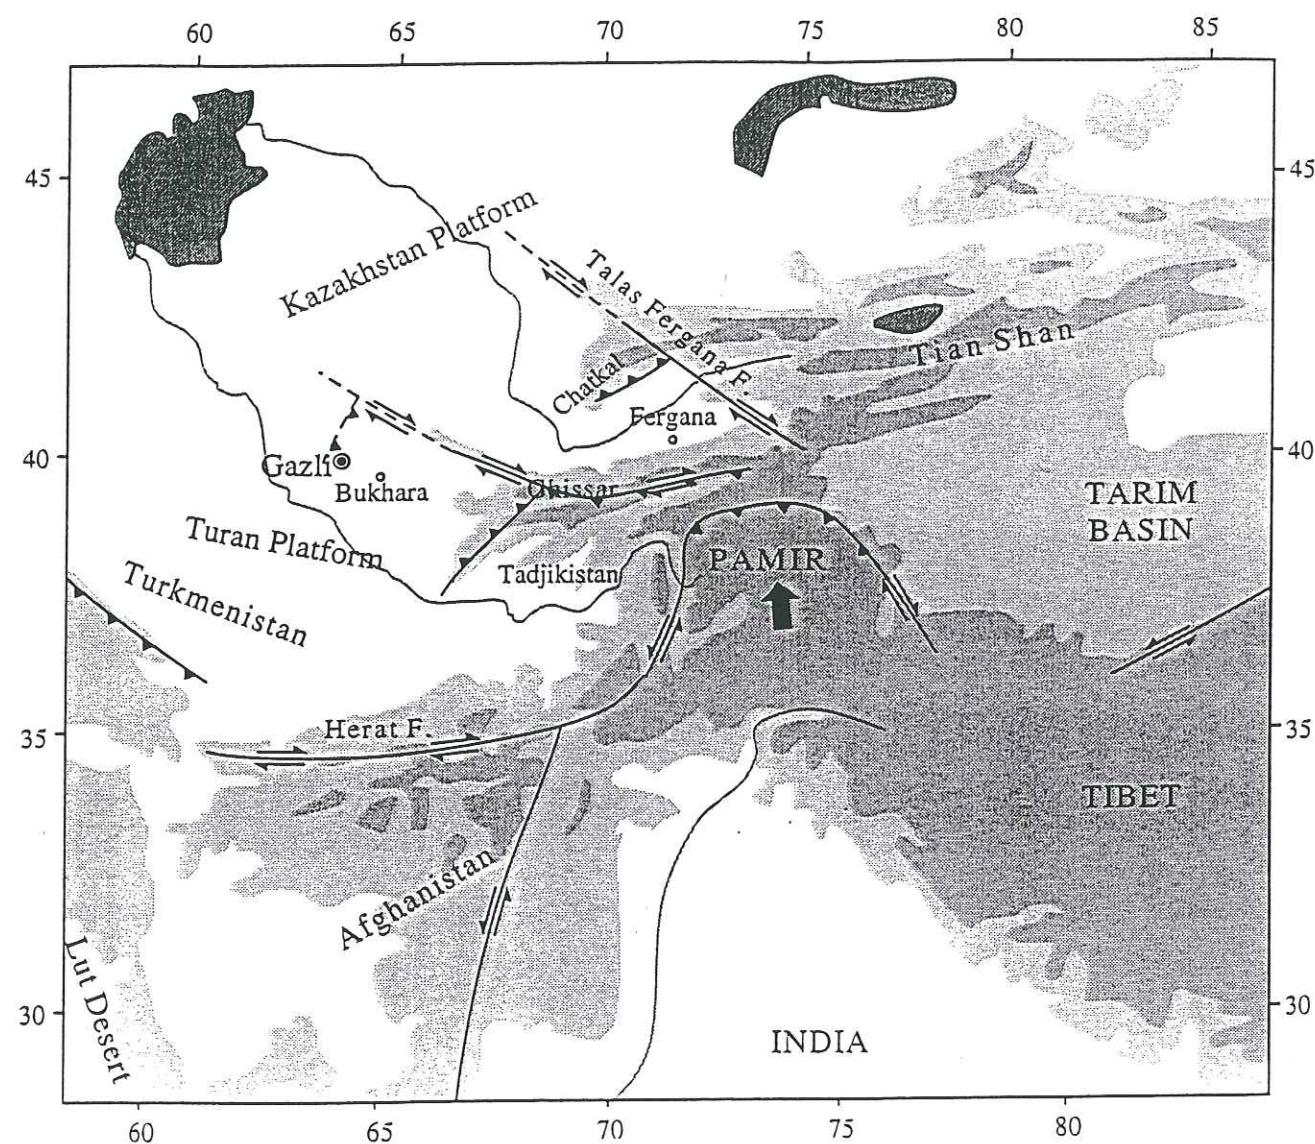 60 65 70 75 80 85
45 45
Kazakhstan Platform
Talas Fergana F.
Tian Shan
Chatkal
Fergana
40 40
Gazlí
Bukhara
Ghissar
TARIM
BASIN
Turan Platform
Tadjikistan
PAMIR
Turkmenistan
35 35
Herat F.
TIBET
Afghanistan
Lut Desert
30 30
INDIA
60 65 70 75 80